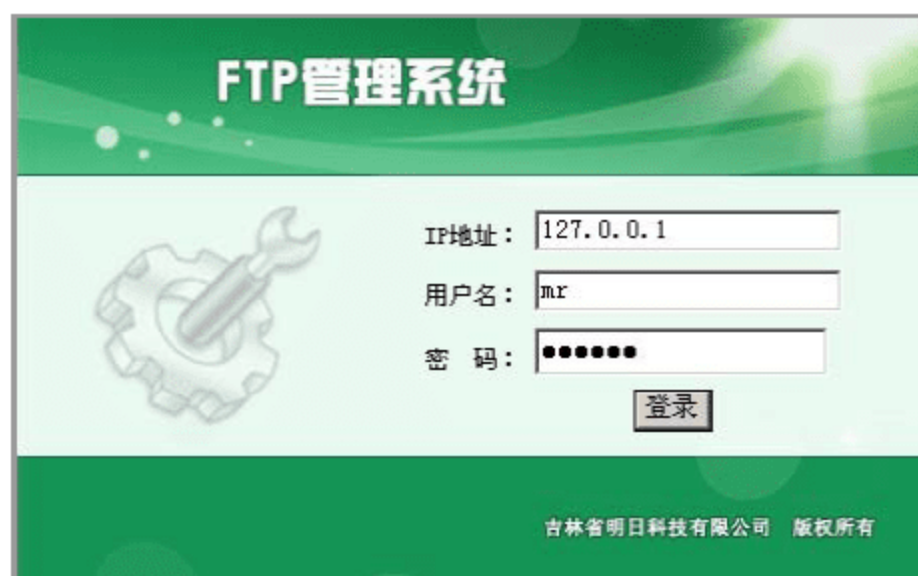 FTP管理系统
IP地址：127.0.0.1
用户名：mr
密 码：●●●●●●
登录
吉林省明日科技有限公司 版权所有